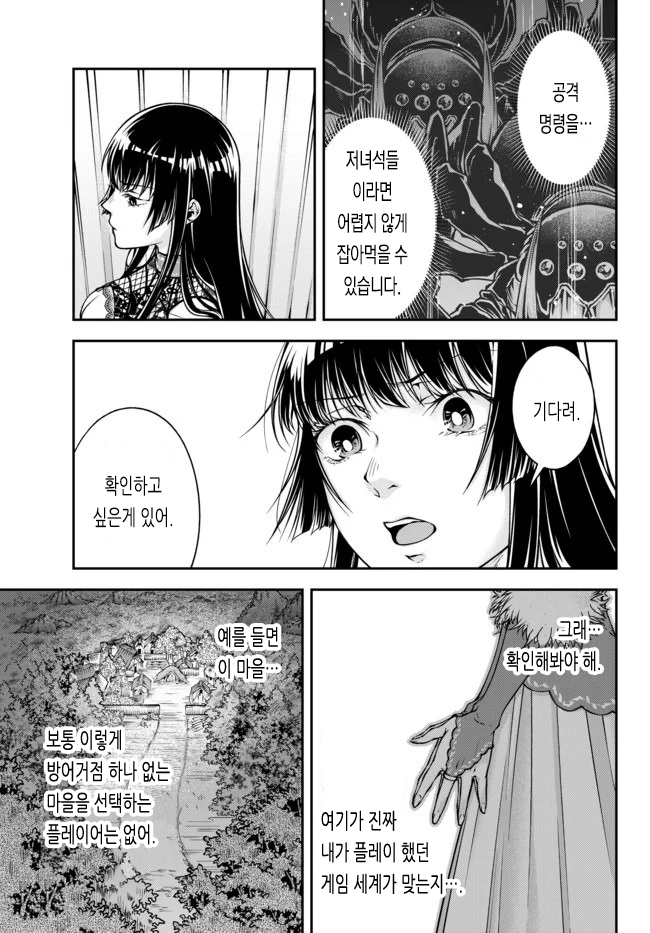 공격
명령을…
저녀석들
이라면
어렵지 않게
잡아먹을 수
있습니다.
기다려.
확인하고
싶은게 있어.
그래…
확인해봐야 해.
여기가 진짜
내가 플레이 했던
게임 세계가 맞는지….
예를 들면
이 마을…
보통 이렇게
방어거점 하나 없는
마을을 선택하는
플레이어는 없어.